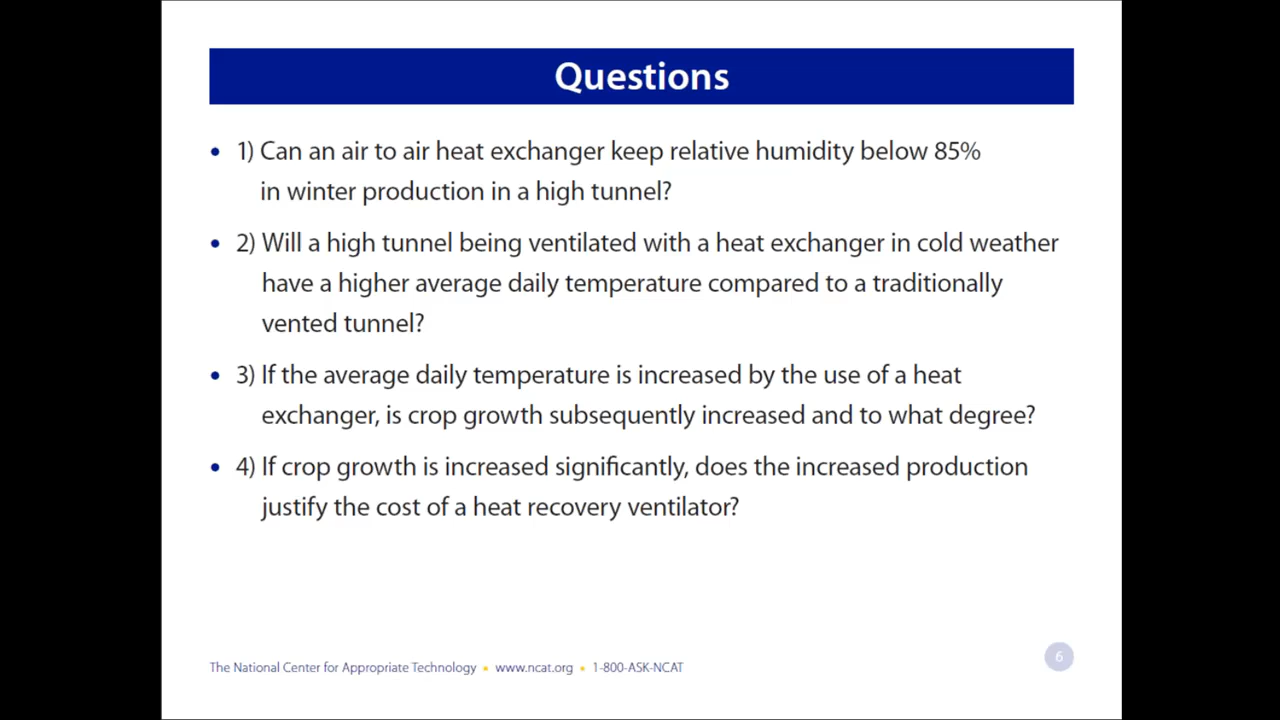 Questions
• 1) Can an air to air heat exchanger keep relative humidity below 85%
in winter production in a high tunnel?
• 2) Will a high tunnel being ventilated with a heat exchanger in cold weather
have a higher average daily temperature compared to a traditionally
vented tunnel?
• 3) If the average daily temperature is increased by the use of a heat
exchanger, is crop growth subsequently increased and to what degree?
• 4) If crop growth is increased significantly, does the increased production
justify the cost of a heat recovery ventilator?
The National Center for Appropriate Technology • www.ncat.org • 1-800-ASK-NCAT
6